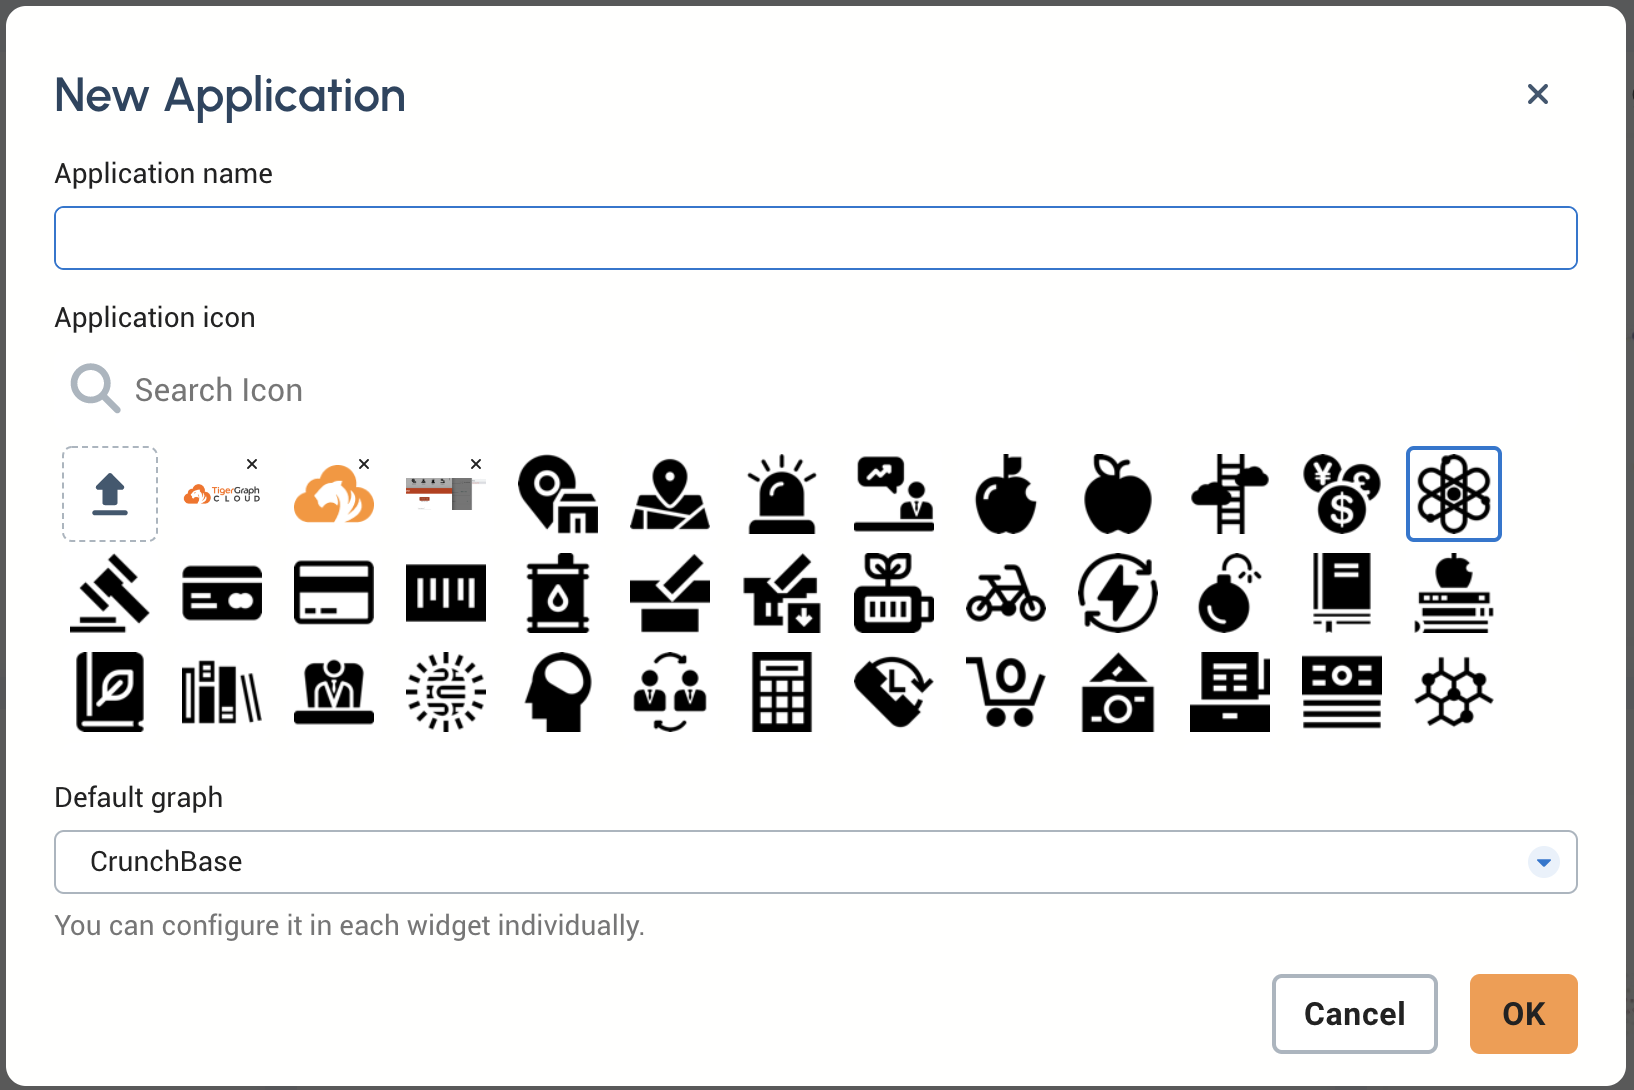 New Application
Application name
Application icon
Search Icon
TigerGraph
CLOUD
Default graph
CrunchBase
You can configure it in each widget individually.
Cancel
OK